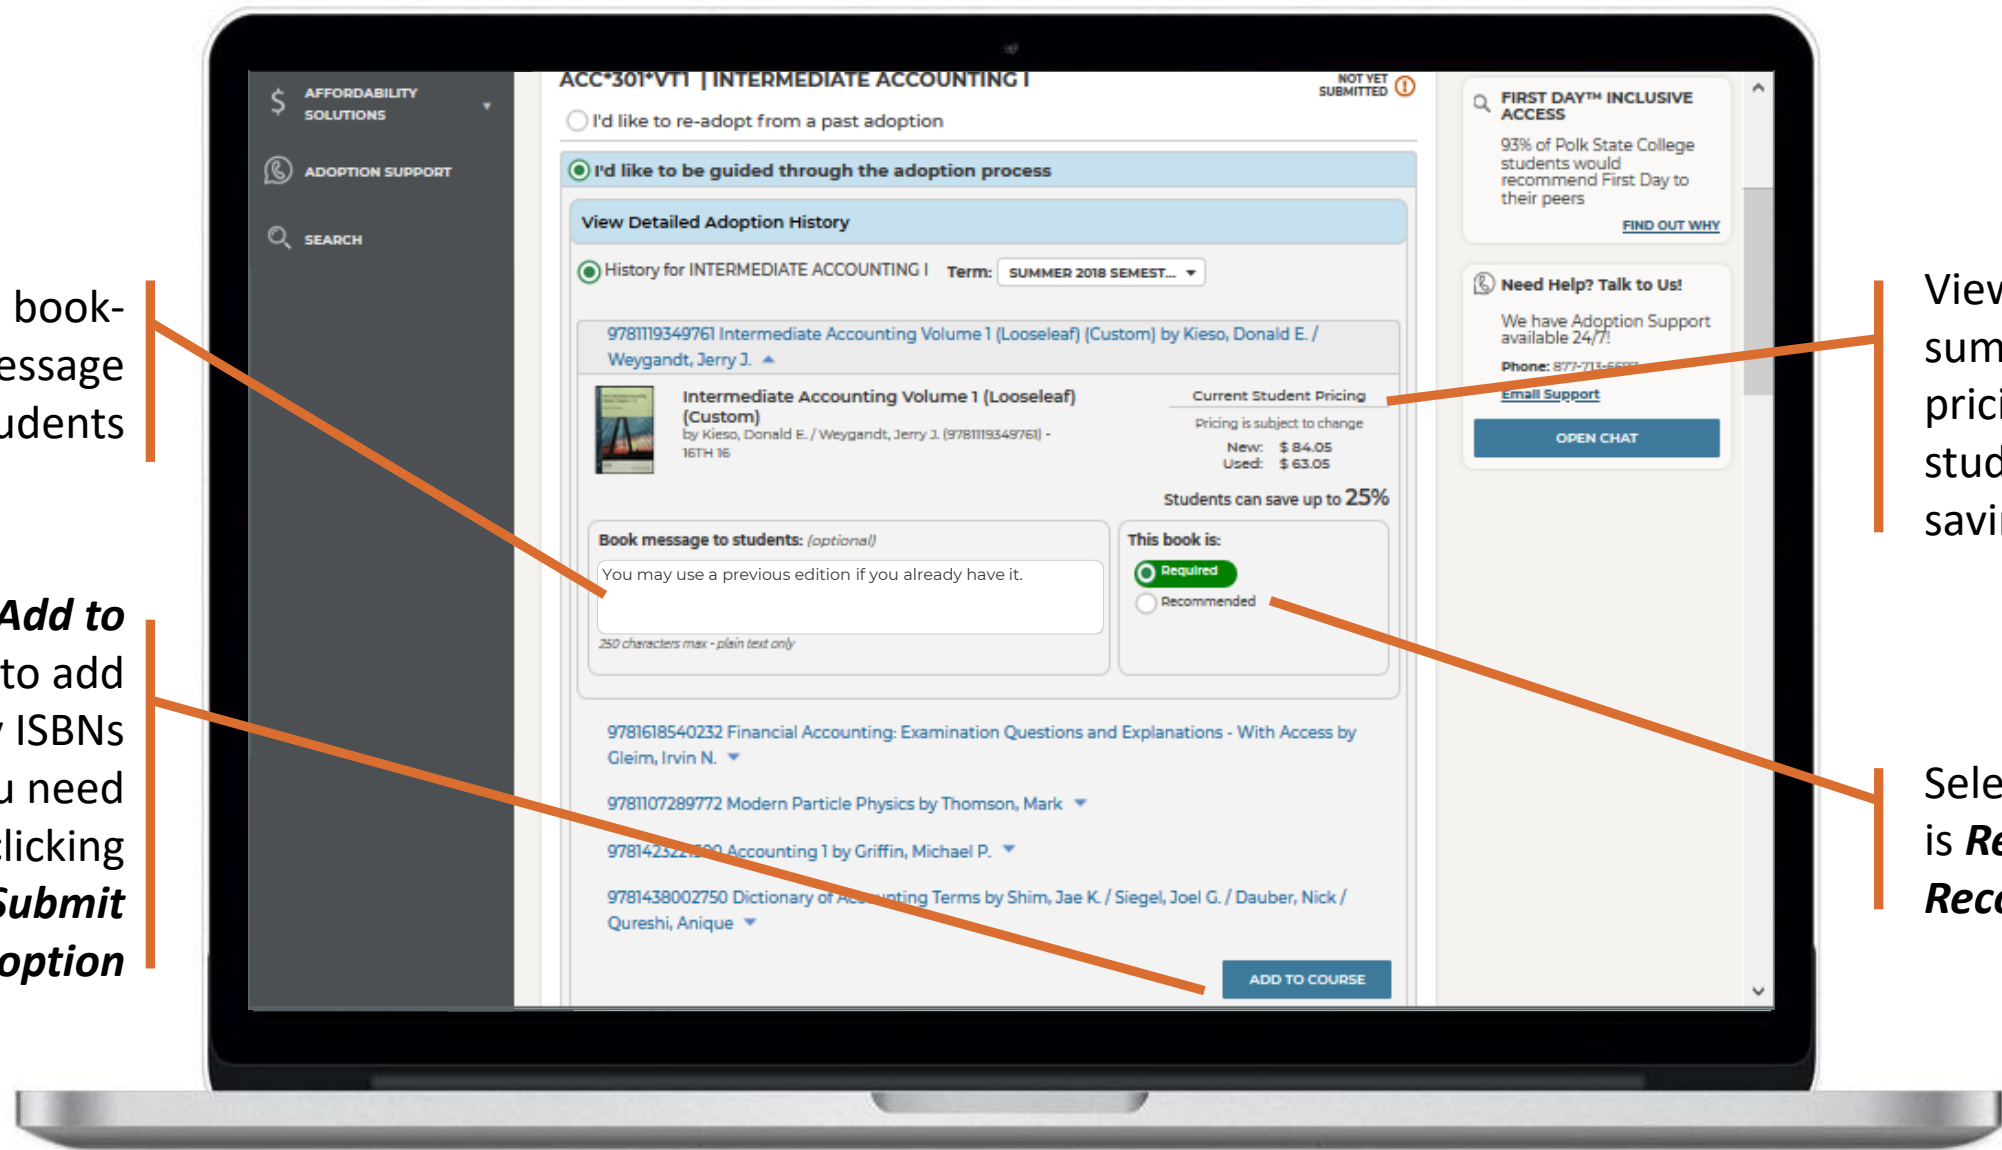 AFFORDABILITY
SOLUTIONS
ADOPTION SUPPORT
SEARCH
ACC*301*VT1 | INTERMEDIATE ACCOUNTING I
NOT YET
SUBMITTED
I'd like to re-adopt from a past adoption
I'd like to be guided through the adoption process
View Detailed Adoption History
History for INTERMEDIATE ACCOUNTING I Term: SUMMER 2018 SEMEST...
9781119349761 Intermediate Accounting Volume 1 (Looseleaf) (Custom) by Kieso, Donald E. /
Weygandt, Jerry J.
Intermediate Accounting Volume 1 (Looseleaf)
(Custom)
by Kieso, Donald E. / Weygandt, Jerry J. (9781119349761) -
16TH 16
Current Student Pricing
Pricing is subject to change
New: $ 84.05
Used: $ 63.05
Students can save up to 25%
Book message to students: (optional)
You may use a previous edition if you already have it.
250 characters max - plain text only
This book is:
Required
Recommended
9781618540232 Financial Accounting: Examination Questions and Explanations - With Access by
Gleim, Irvin N.
9781107289772 Modern Particle Physics by Thomson, Mark
Accounting 1 by Griffin, Michael P.
9781438002750 Dictionary of Accounting Terms by Shim, Jae K. / Siegel, Joel G. / Dauber, Nick /
Qureshi, Anique
ADD TO COURSE
FIRST DAY™ INCLUSIVE
ACCESS
93% of Polk State College
students would
recommend First Day to
their peers
FIND OUT WHY
Need Help? Talk to Us!
We have Adoption Support
available 24/7!
Phone:
Email Support
OPEN CHAT
book-
essage
udents
Add to
to add
ISBNs
u need
clicking
Submit
option
View
sum
prici
stud
savin
Sele
is Re
Reco